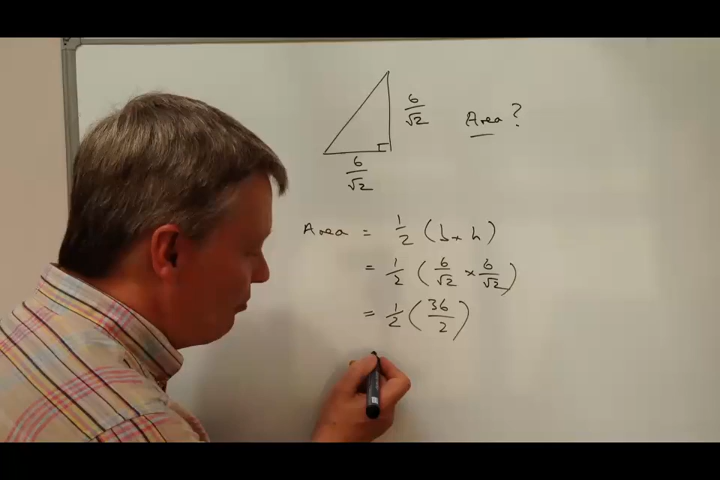 6/√2 Area?
6/√2
Area = 1/2 (b × h)
= 1/2 (6/√2 × 6/√2)
= 1/2 (36/2)